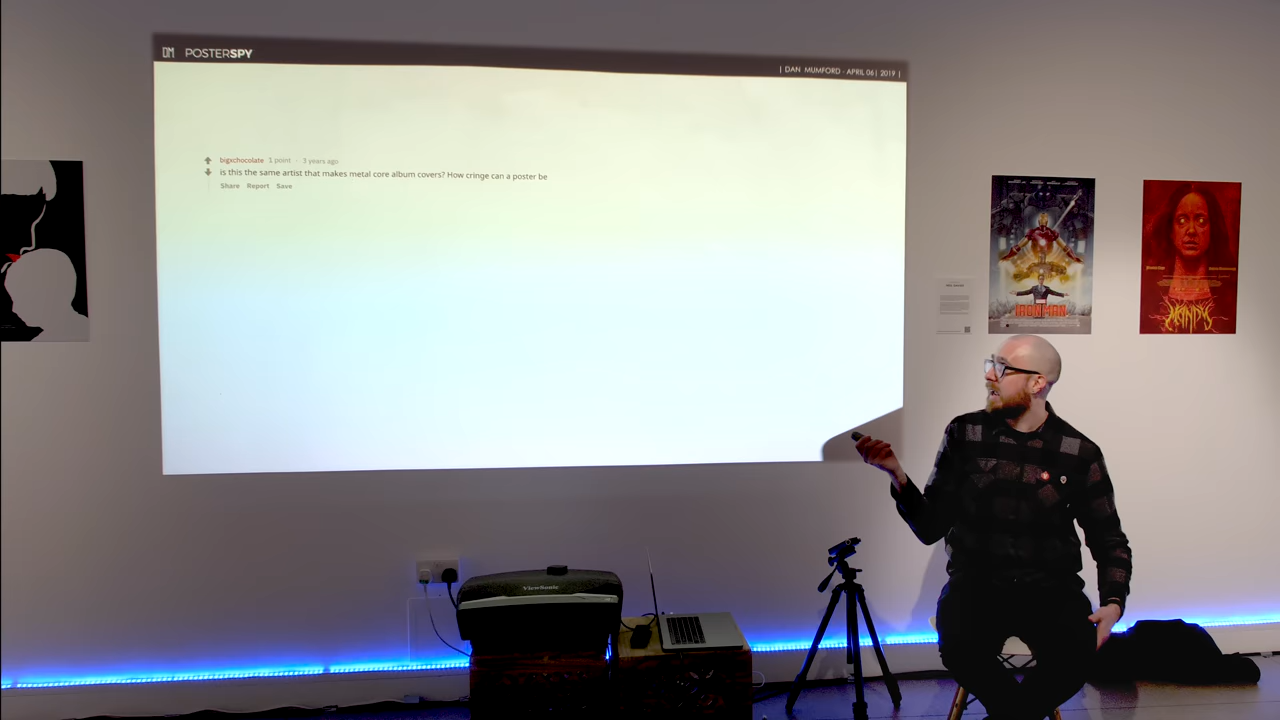 DM POSTERSPY
| DAN MUMFORD - APRIL 06 | 2019 |
bigxchocolate 1 point · 3 years ago
is this the same artist that makes metal core album covers? How cringe can a poster be
Share Report Save
IRON MAN
MANDY
ViewSonic